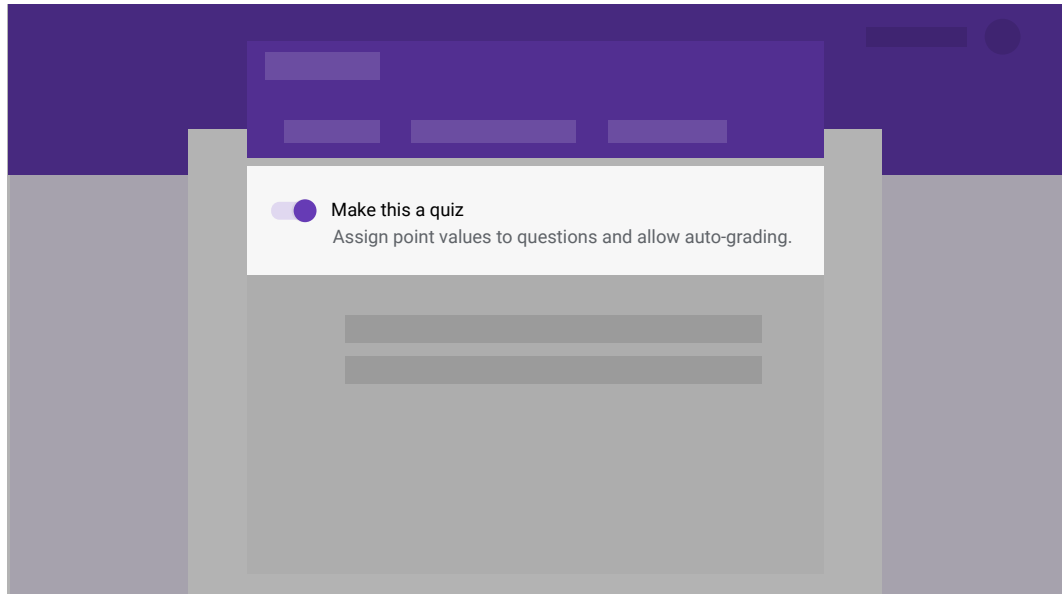 Make this a quiz
Assign point values to questions and allow auto-grading.